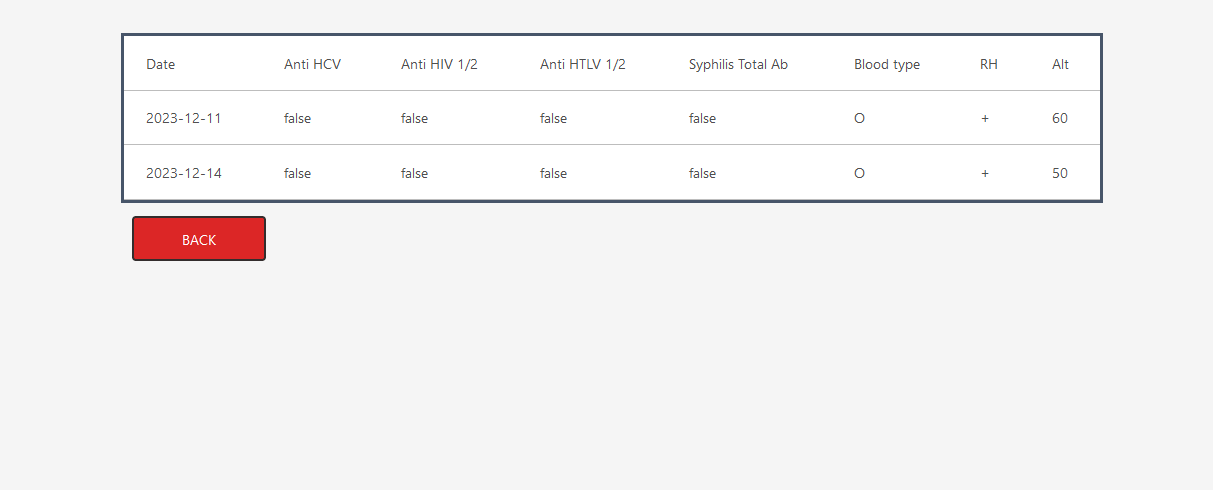 Date Anti HCV Anti HIV 1/2 Anti HTLV 1/2 Syphilis Total Ab Blood type RH Alt
2023-12-11 false false false false O + 60
2023-12-14 false false false false O + 50
BACK